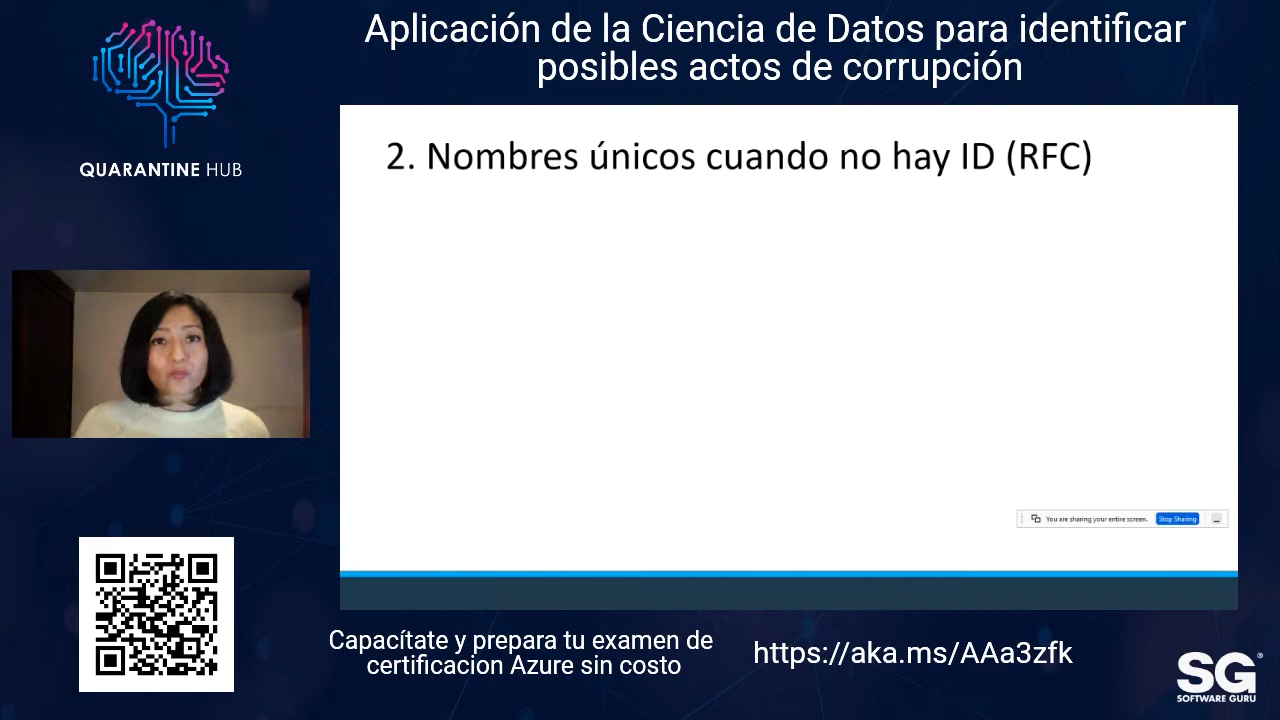 Aplicación de la Ciencia de Datos para identificar
posibles actos de corrupción
QUARANTINE HUB
2. Nombres únicos cuando no hay ID (RFC)
You are sharing your entire screen.
Stop Sharing
Capacítate y prepara tu examen de
certificacion Azure sin costo
https://aka.ms/AAa3zfk
SG®
SOFTWARE GURU